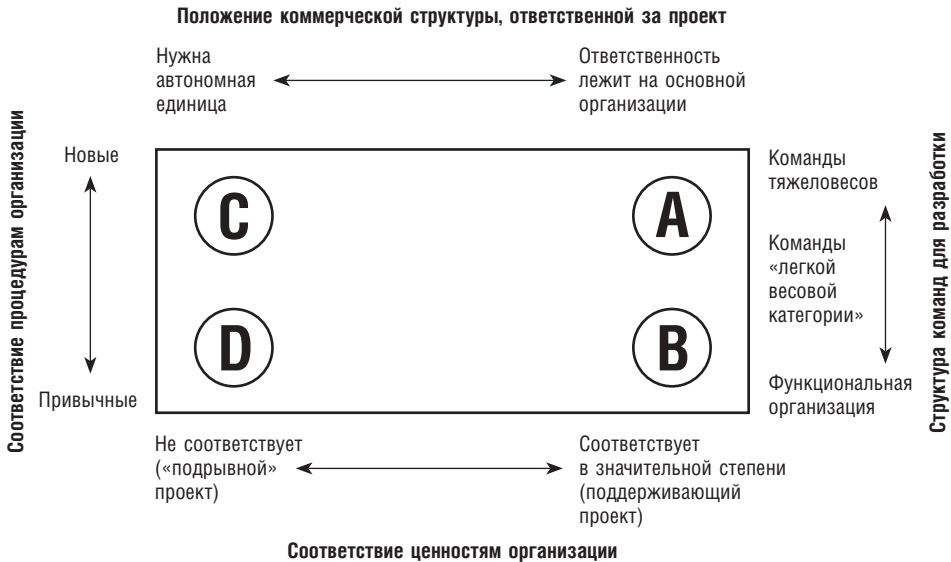 Положение коммерческой структуры, ответственной за проект
Нужна
автономная
единица
Ответственность
лежит на основной
организации
Соответствие процедурам организации
Новые
Привычные
C
A
D
B
Команды
тяжеловесов
Команды
«легкой
весовой
категории»
Функциональная
организация
Структура команд для разработки
Не соответствует
(«подрывной»
проект)
Соответствует
в значительной степени
(поддерживающий
проект)
Соответствие ценностям организации